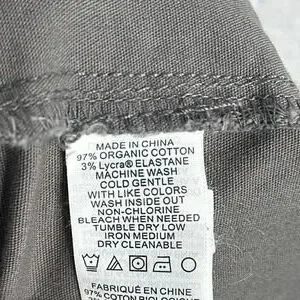 MADE IN CHINA
97% ORGANIC COTTON
3% Lycra® ELASTANE
MACHINE WASH
COLD GENTLE
WITH LIKE COLORS
WASH INSIDE OUT
NON-CHLORINE
BLEACH WHEN NEEDED
TUMBLE DRY LOW
IRON MEDIUM
DRY CLEANABLE
FABRIQUÉ EN CHINE
97% COTON BIOLOGIQUE